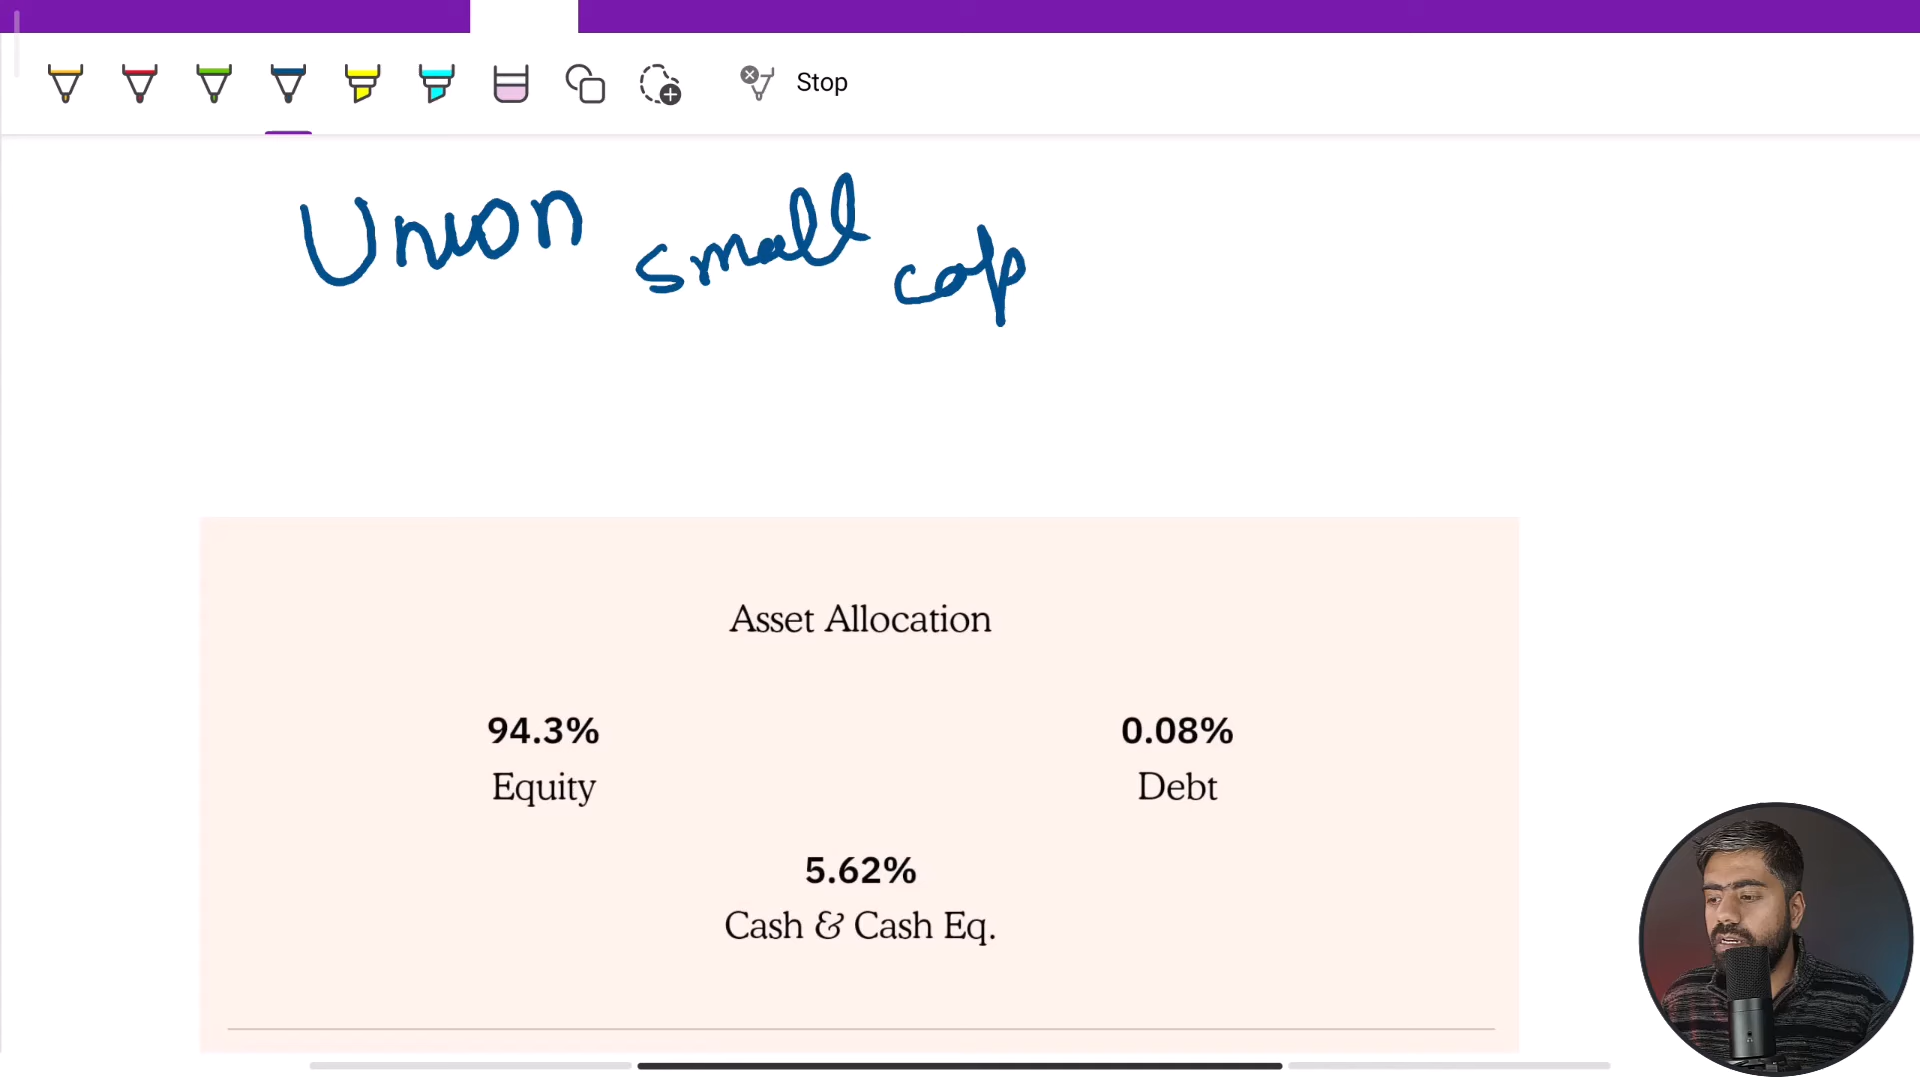 Stop
Union small cap
Asset Allocation
94.3% 0.08%
Equity Debt
5.62%
Cash & Cash Eq.